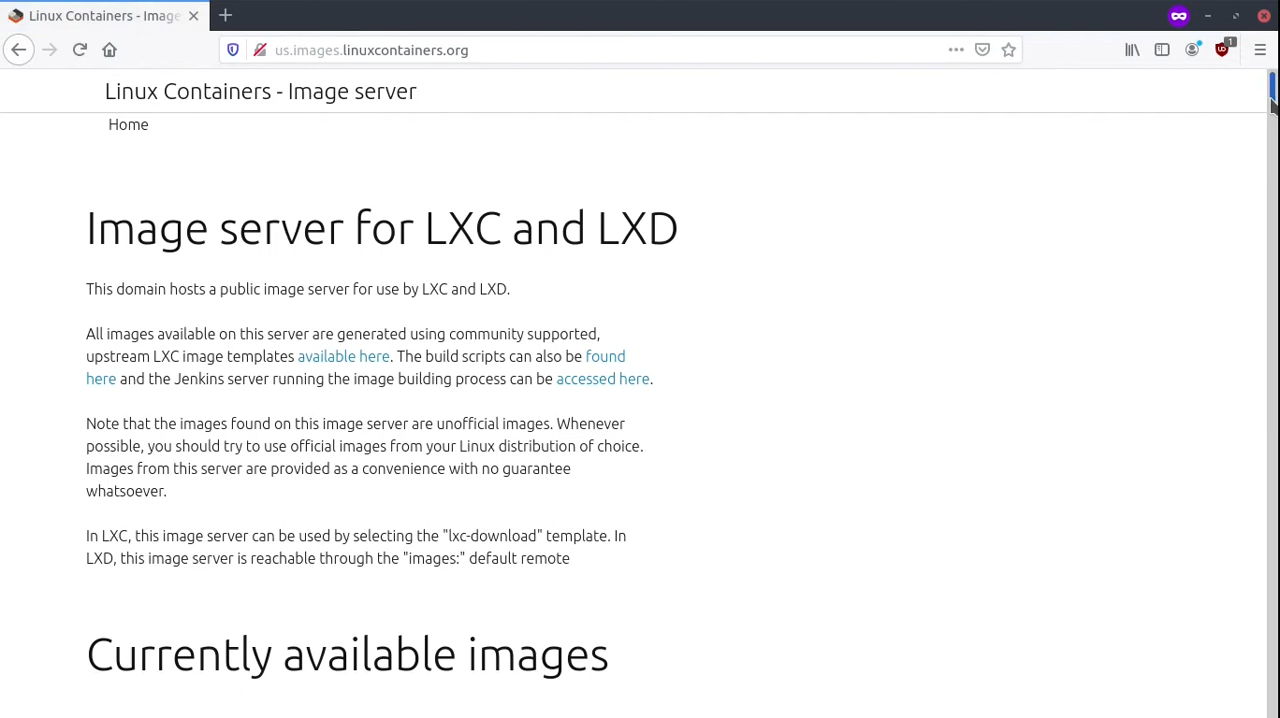 Linux Containers - Image
us.images.linuxcontainers.org
1
Linux Containers - Image server
Home
Image server for LXC and LXD
This domain hosts a public image server for use by LXC and LXD.
All images available on this server are generated using community supported,
upstream LXC image templates available here. The build scripts can also be found
here and the Jenkins server running the image building process can be accessed here.
Note that the images found on this image server are unofficial images. Whenever
possible, you should try to use official images from your Linux distribution of choice.
Images from this server are provided as a convenience with no guarantee
whatsoever.
In LXC, this image server can be used by selecting the "lxc-download" template. In
LXD, this image server is reachable through the "images:" default remote
Currently available images